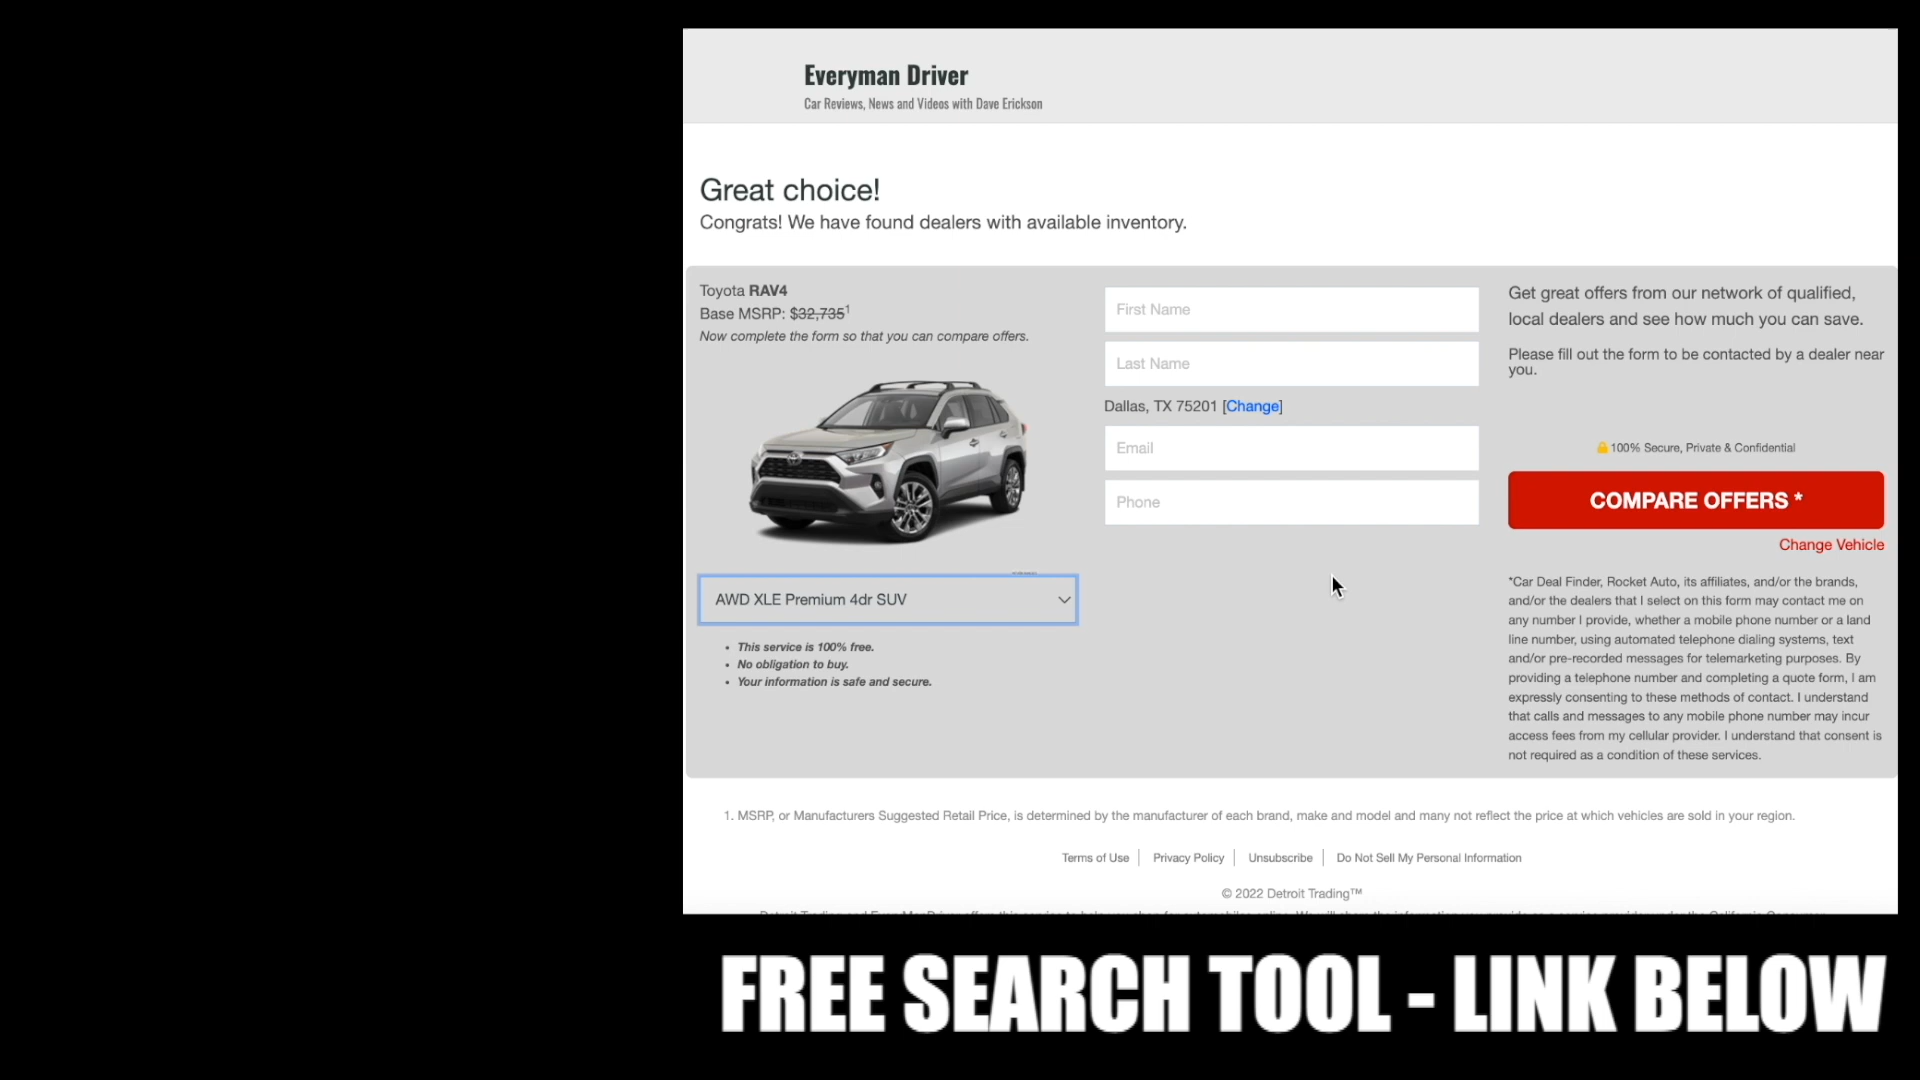 Everyman Driver
Car Reviews, News and Videos with Dave Erickson
Great choice!
Congrats! We have found dealers with available inventory.
Toyota RAV4
Base MSRP: $32,735¹
Now complete the form so that you can compare offers.
AWD XLE Premium 4dr SUV
• This service is 100% free.
• No obligation to buy.
• Your information is safe and secure.
First Name
Last Name
Dallas, TX 75201 [Change]
Email
Phone
Get great offers from our network of qualified,
local dealers and see how much you can save.
Please fill out the form to be contacted by a dealer near
you.
100% Secure, Private & Confidential
COMPARE OFFERS *
Change Vehicle
*Car Deal Finder, Rocket Auto, its affiliates, and/or the brands,
and/or the dealers that I select on this form may contact me on
any number I provide, whether a mobile phone number or a land
line number, using automated telephone dialing systems, text
and/or pre-recorded messages for telemarketing purposes. By
providing a telephone number and completing a quote form, I am
expressly consenting to these methods of contact. I understand
that calls and messages to any mobile phone number may incur
access fees from my cellular provider. I understand that consent is
not required as a condition of these services.
1. MSRP, or Manufacturers Suggested Retail Price, is determined by the manufacturer of each brand, make and model and many not reflect the price at which vehicles are sold in your region.
Terms of Use | Privacy Policy | Unsubscribe | Do Not Sell My Personal Information
© 2022 Detroit Trading™
FREE SEARCH TOOL - LINK BELOW